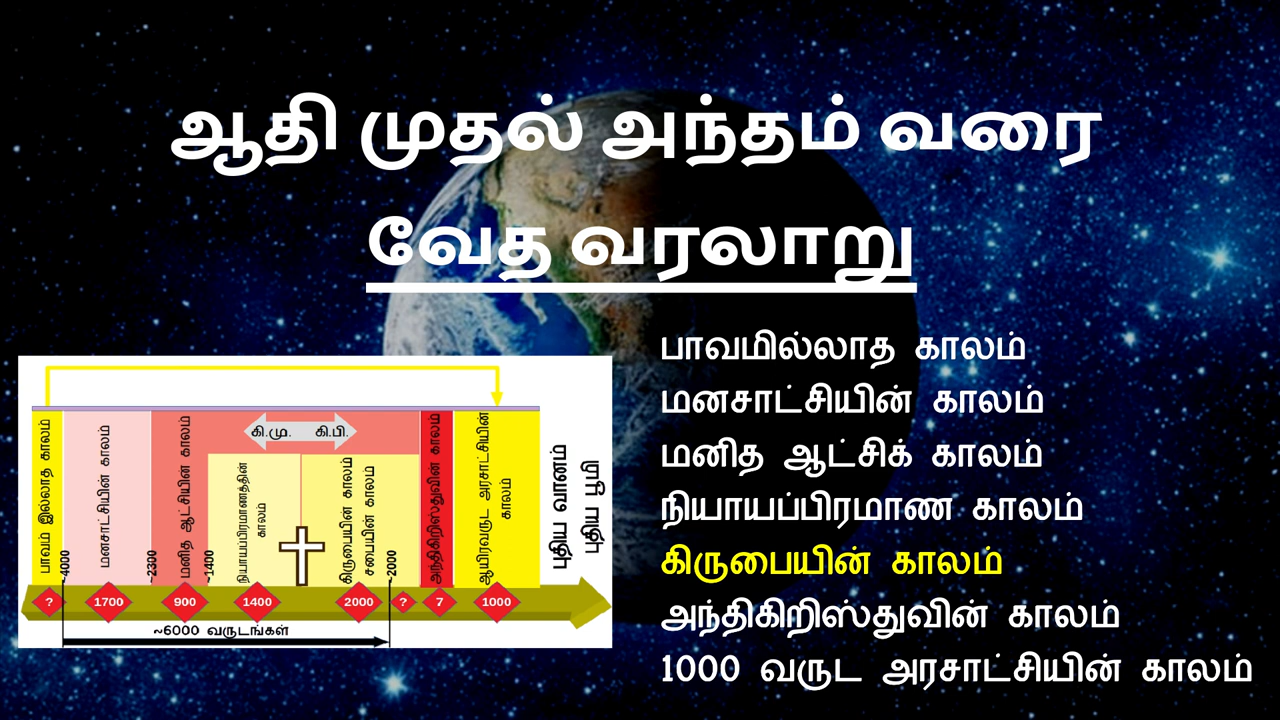 ஆதி முதல் அந்தம் வரை
வேத வரலாறு
பாவமில்லாத காலம்
மனசாட்சியின் காலம்
மனித ஆட்சிக் காலம்
நியாயப்பிரமாண காலம்
கிருபையின் காலம்
அந்திகிறிஸ்துவின் காலம்
1000 வருட அரசாட்சியின் காலம்
கி.மு. கி.பி.
பாவம் இல்லாத காலம்
~4000
மனசாட்சியின் காலம்
~2300
மனித ஆட்சியின் காலம்
~1400
நியாயப்பிரமாணத்தின்
காலம்
கிருபையின் காலம்
சபையின் காலம்
~2000
அந்திகிறிஸ்துவின் காலம்
ஆயிரவருட அரசாட்சியின்
காலம்
புதிய வானம்
புதிய பூமி
? 1700 900 1400 2000 ? 7 1000
~6000 வருடங்கள்